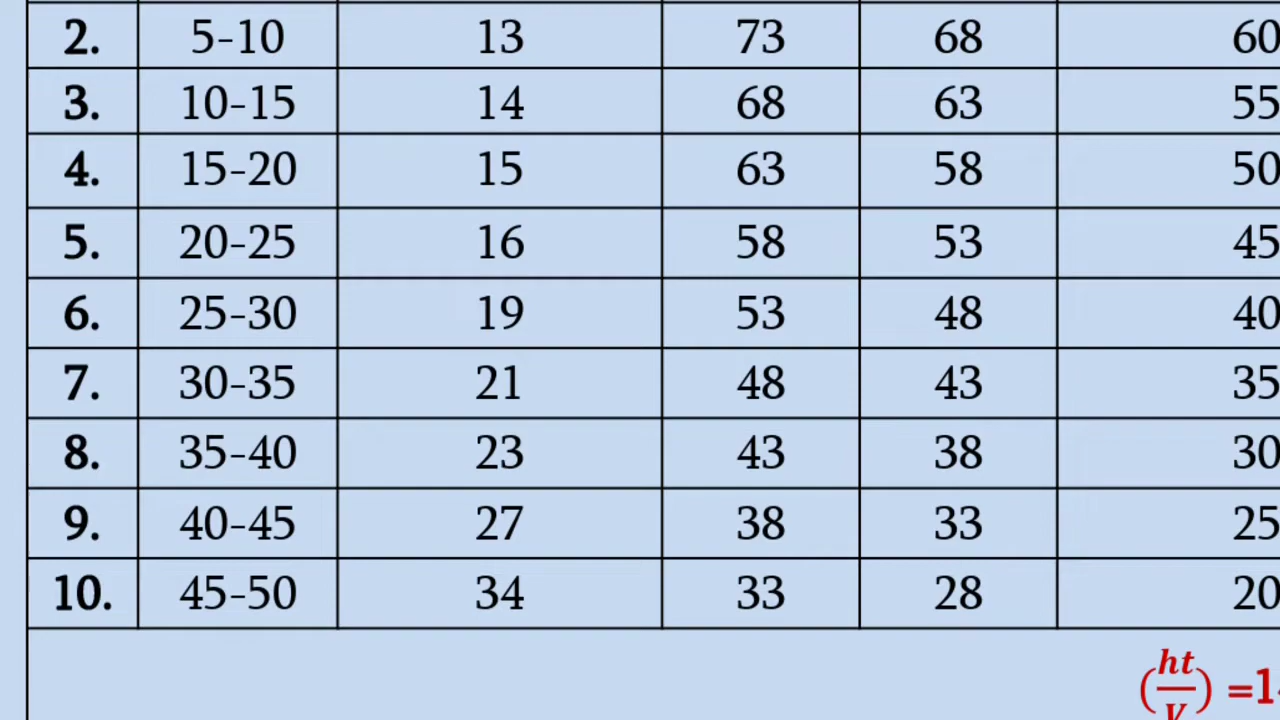 2. 5-10 13 73 68 60
3. 10-15 14 68 63 55
4. 15-20 15 63 58 50
5. 20-25 16 58 53 45
6. 25-30 19 53 48 40
7. 30-35 21 48 43 35
8. 35-40 23 43 38 30
9. 40-45 27 38 33 25
10. 45-50 34 33 28 20
(ht/V) =1